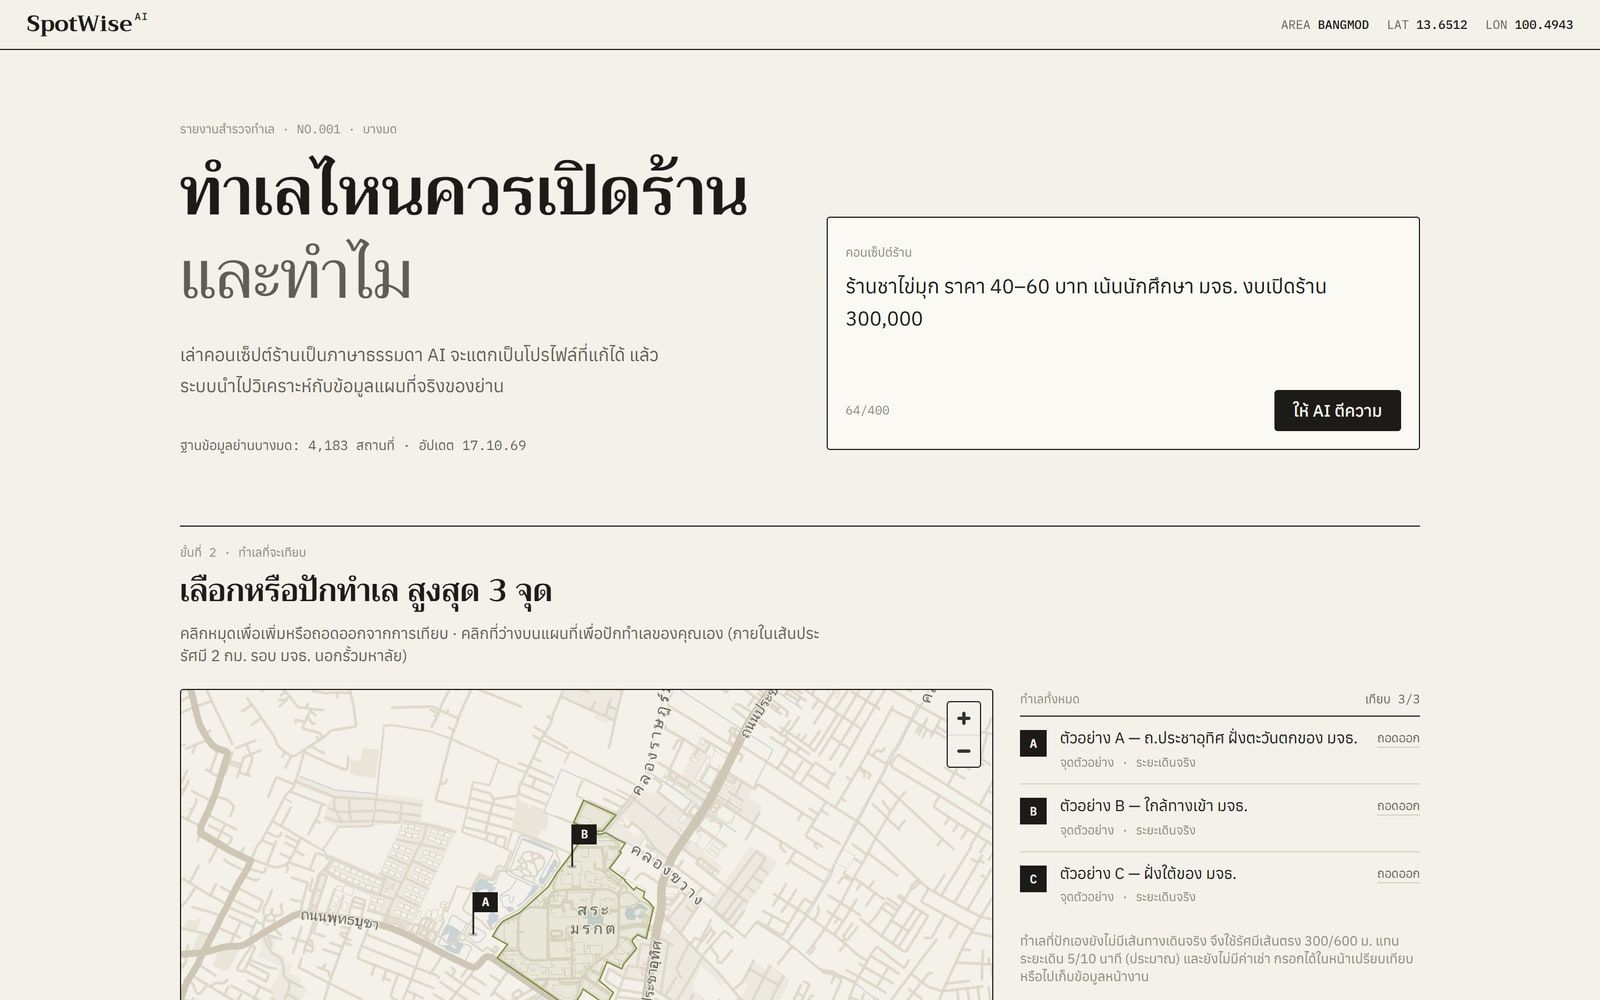 SpotWise AI
AREA BANGMOD LAT 13.6512 LON 100.4943
รายงานสำรวจทำเล · NO.001 · บางมด
ทำเลไหนควรเปิดร้าน
และทำไม
เล่าคอนเซ็ปต์ร้านเป็นภาษาธรรมดา AI จะแตกเป็นโปรไฟล์ที่แก้ได้ แล้ว
ระบบนำไปวิเคราะห์กับข้อมูลแผนที่จริงของย่าน
ฐานข้อมูลย่านบางมด: 4,183 สถานที่ · อัปเดต 17.10.69
คอนเซ็ปต์ร้าน
ร้านชาไข่มุก ราคา 40–60 บาท เน้นนักศึกษา มจธ. งบเปิดร้าน
300,000
64/400
ให้ AI ตีความ
ขั้นที่ 2 · ทำเลที่จะเทียบ
เลือกหรือปักทำเล สูงสุด 3 จุด
คลิกหมุดเพื่อเพิ่มหรือถอดออกจากการเทียบ · คลิกที่ว่างบนแผนที่เพื่อปักทำเลของคุณเอง (ภายในเส้นประ
รัศมี 2 กม. รอบ มจธ. นอกรั้วมหาลัย)
คลองราษฎร์
ถนนประช
+
−
B
คลองขวาง
A
สระ
มรกต
ถนนพุทธบูชา
ประชาอุทิศ
ทำเลทั้งหมด
เทียบ 3/3
A
ตัวอย่าง A — ถ.ประชาอุทิศ ฝั่งตะวันตกของ มจธ.
ถอดออก
จุดตัวอย่าง · ระยะเดินจริง
B
ตัวอย่าง B — ใกล้ทางเข้า มจธ.
ถอดออก
จุดตัวอย่าง · ระยะเดินจริง
C
ตัวอย่าง C — ฝั่งใต้ของ มจธ.
ถอดออก
จุดตัวอย่าง · ระยะเดินจริง
ทำเลที่ปักเองยังไม่มีเส้นทางเดินจริง จึงใช้รัศมีเส้นตรง 300/600 ม. แทน
ระยะเดิน 5/10 นาที (ประมาณ) และยังไม่มีค่าเช่า กรอกได้ในหน้าเปรียบเทียบ
หรือไปเก็บข้อมูลหน้างาน